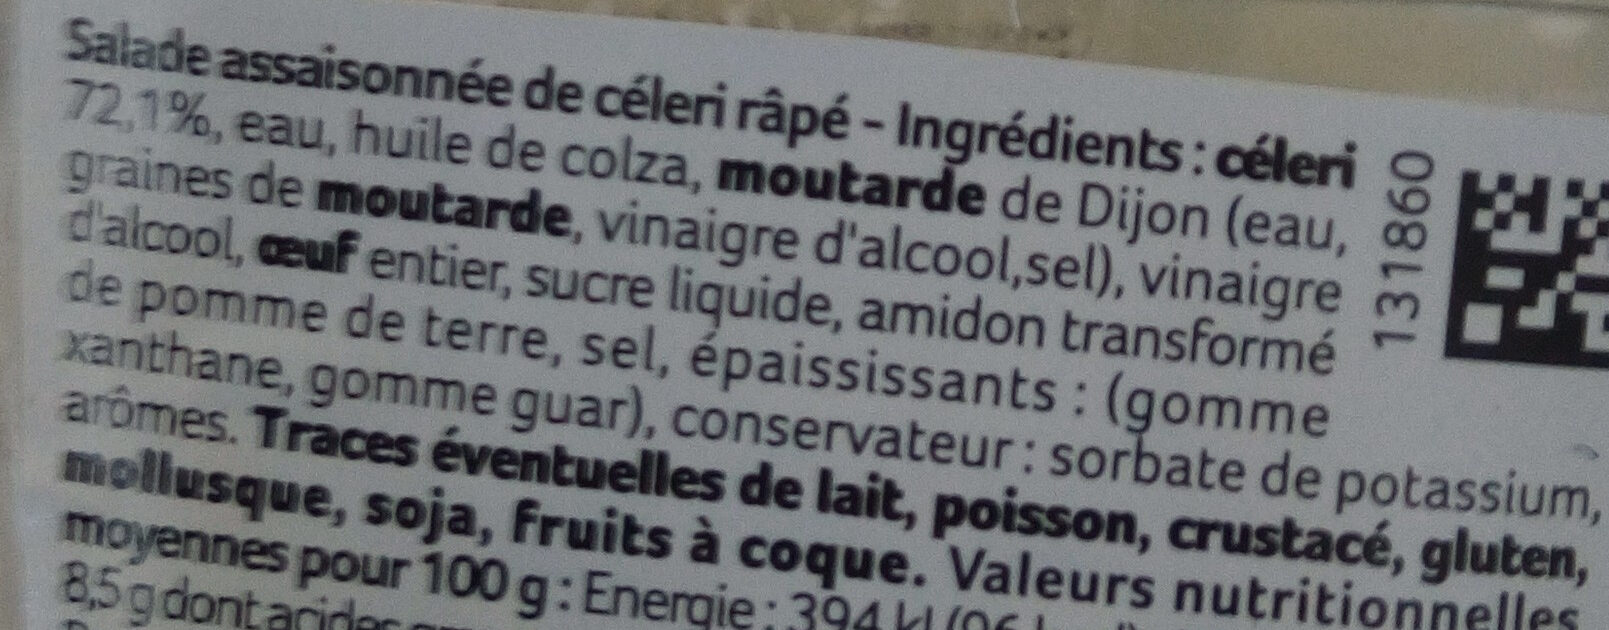 Salade assaisonnée de céleri râpé - Ingrédients : céleri
72,1%, eau, huile de colza, moutarde de Dijon (eau,
graines de moutarde, vinaigre d'alcool,sel), vinaigre
d'alcool, œuf entier, sucre liquide, amidon transformé
de pomme de terre, sel, épaississants : (gomme
xanthane, gomme guar), conservateur : sorbate de potassium,
arômes. Traces éventuelles de lait, poisson, crustacé, gluten,
mollusque, soja, fruits à coque. Valeurs nutritionnelles
moyennes pour 100 g : Energie : 394 kJ
8,5 g dont acides
131860